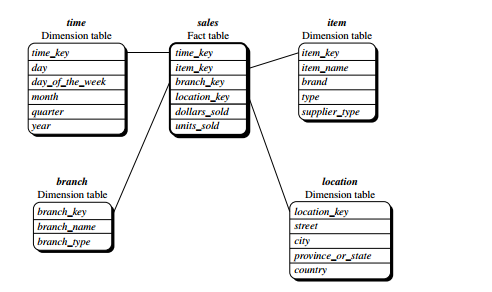 time
Dimension table
time_key
day
day_of_the_week
month
quarter
year
sales
Fact table
time_key
item_key
branch_key
location_key
dollars_sold
units_sold
item
Dimension table
item_key
item_name
brand
type
supplier_type
branch
Dimension table
branch_key
branch_name
branch_type
location
Dimension table
location_key
street
city
province_or_state
country